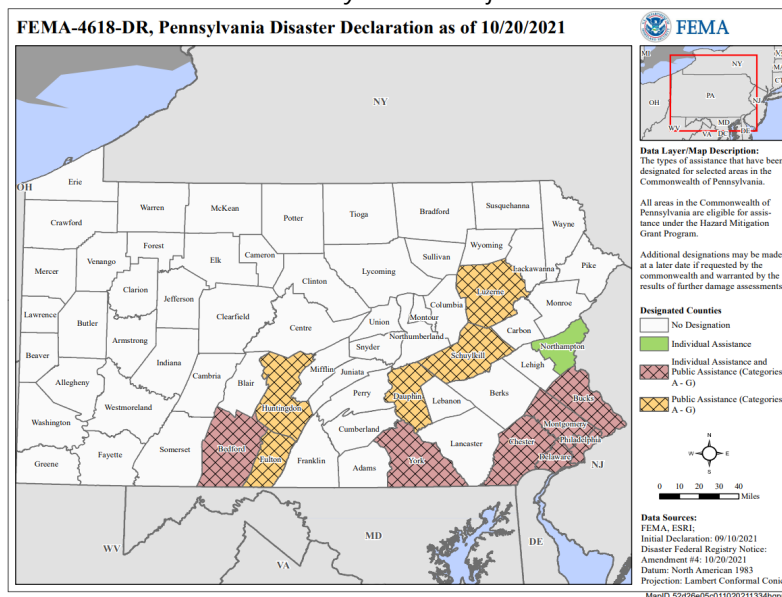 FEMA-4618-DR, Pennsylvania Disaster Declaration as of 10/20/2021
FEMA
NY
OH
Erie
Warren
McKean
Potter
Tioga
Bradford
Susquehanna
Wayne
Crawford
Wyoming
Forest
Elk
Cameron
Sullivan
Lackawanna
Pike
Mercer
Venango
Clinton
Lycoming
Luzerne
Clarion
Jefferson
Columbia
Monroe
Lawrence
Butler
Clearfield
Centre
Union
Montour
Carbon
Armstrong
Northumberland
Snyder
Northampton
Beaver
Indiana
Schuylkill
Lehigh
Allegheny
Cambria
Blair
Mifflin
Juniata
Perry
Dauphin
Lebanon
Berks
Bucks
Westmoreland
Huntingdon
Montgomery
Washington
Cumberland
Philadelphia
Chester
Somerset
Bedford
Fulton
Franklin
Adams
York
Lancaster
Delaware
Greene
Fayette
NJ
WV
VA
MD
DE
MI
NY
MA
CT
PA
OH
NJ
WV
MD
VA
DC
DE
Data Layer/Map Description:
The types of assistance that have been
designated for selected areas in the
Commonwealth of Pennsylvania.
All areas in the Commonwealth of
Pennsylvania are eligible for assis-
tance under the Hazard Mitigation
Grant Program.
Additional designations may be made
at a later date if requested by the
commonwealth and warranted by the
results of further damage assessments
Designated Counties
No Designation
Individual Assistance
Individual Assistance and
Public Assistance (Categories
A - G)
Public Assistance (Categories
A - G)
N
W
E
S
0 10 20 30 40
Miles
Data Sources:
FEMA, ESRI;
Initial Declaration: 09/10/2021
Disaster Federal Registry Notice:
Amendment #4: 10/20/2021
Datum: North American 1983
Projection: Lambert Conformal Conic